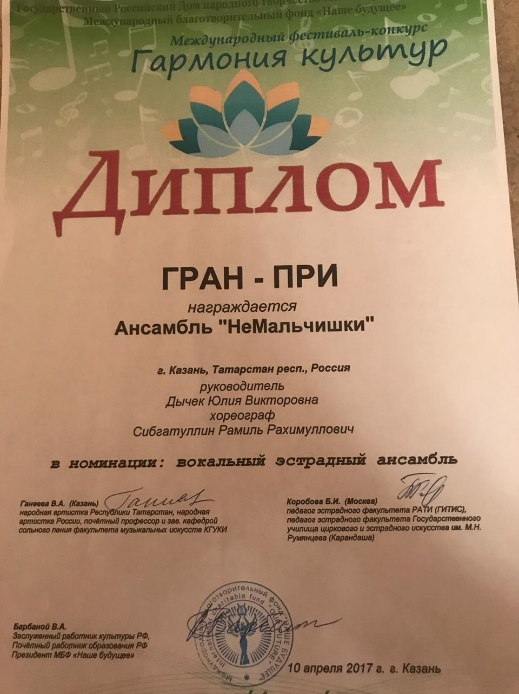 Государственный Российский Дом народного творчества
Международный благотворительный фонд «Наше будущее»
Международный фестиваль-конкурс
Гармония культур
Диплом
ГРАН - ПРИ
награждается
Ансамбль "НеМальчишки"
г. Казань, Татарстан респ., Россия
руководитель
Дычек Юлия Викторовна
хореограф
Сибгатуллин Рамиль Рахимуллович
в номинации: вокальный эстрадный ансамбль
Ганеева В.А. (Казань)
народная артистка Республики Татарстан, народная
артистка России, почётный профессор и зав. кафедрой
сольного пения факультета музыкальных искусств КГУКИ
Коробова Б.И. (Москва)
педагог эстрадного факультета РАТИ (ГИТИС),
педагог эстрадного факультета Государственного
училища циркового и эстрадного искусства им. М.Н.
Румянцева (Карандаша)
Барбаной В.А.
Заслуженный работник культуры РФ,
Почётный работник образования РФ
Президент МБФ «Наше будущее»
10 апреля 2017 г. г. Казань